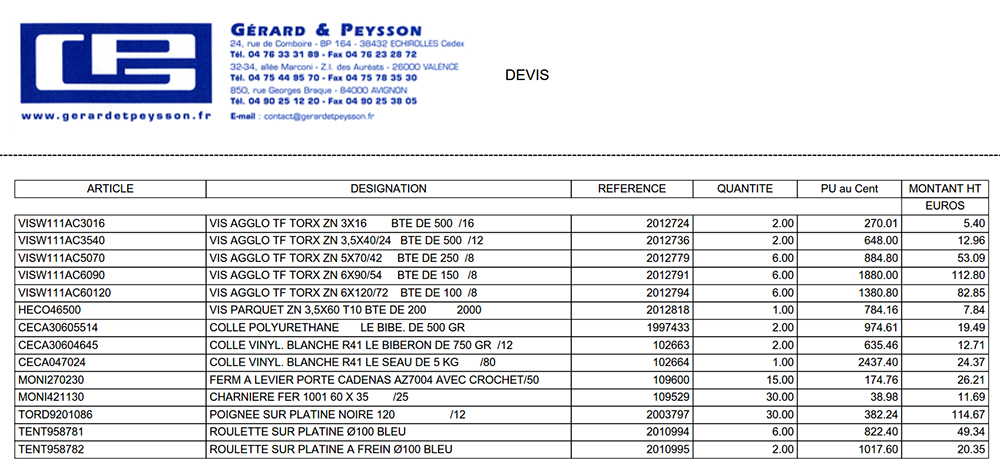 GÉRARD & PEYSSON
24, rue de Comboire - BP 164 - 38432 ECHIROLLES Cedex
Tél. 04 76 33 31 89 - Fax 04 76 23 28 72
32-34, allée Marconi - Z.I. des Auréats - 26000 VALENCE
Tél. 04 75 44 95 70 - Fax 04 75 78 35 30
850, rue Georges Braque - 84000 AVIGNON
Tél. 04 90 25 12 20 - Fax 04 90 25 38 05
www.gerardetpeysson.fr E-mail : contact@gerardetpeysson.fr
DEVIS
ARTICLE DESIGNATION REFERENCE QUANTITE PU au Cent MONTANT HT
EUROS
VISW111AC3016 VIS AGGLO TF TORX ZN 3X16 BTE DE 500 /16 2012724 2.00 270.01 5.40
VISW111AC3540 VIS AGGLO TF TORX ZN 3,5X40/24 BTE DE 500 /12 2012736 2.00 648.00 12.96
VISW111AC5070 VIS AGGLO TF TORX ZN 5X70/42 BTE DE 250 /8 2012779 6.00 884.80 53.09
VISW111AC6090 VIS AGGLO TF TORX ZN 6X90/54 BTE DE 150 /8 2012791 6.00 1880.00 112.80
VISW111AC60120 VIS AGGLO TF TORX ZN 6X120/72 BTE DE 100 /8 2012794 6.00 1380.80 82.85
HECO46500 VIS PARQUET ZN 3,5X60 T10 BTE DE 200 2000 2012818 1.00 784.16 7.84
CECA30605514 COLLE POLYURETHANE LE BIBE. DE 500 GR 1997433 2.00 974.61 19.49
CECA30604645 COLLE VINYL. BLANCHE R41 LE BIBERON DE 750 GR /12 102663 2.00 635.46 12.71
CECA047024 COLLE VINYL. BLANCHE R41 LE SEAU DE 5 KG /80 102664 1.00 2437.40 24.37
MONI270230 FERM A LEVIER PORTE CADENAS AZ7004 AVEC CROCHET/50 109600 15.00 174.76 26.21
MONI421130 CHARNIERE FER 1001 60 X 35 /25 109529 30.00 38.98 11.69
TORD9201086 POIGNEE SUR PLATINE NOIRE 120 /12 2003797 30.00 382.24 114.67
TENT958781 ROULETTE SUR PLATINE Ø100 BLEU 2010994 6.00 822.40 49.34
TENT958782 ROULETTE SUR PLATINE A FREIN Ø100 BLEU 2010995 2.00 1017.60 20.35